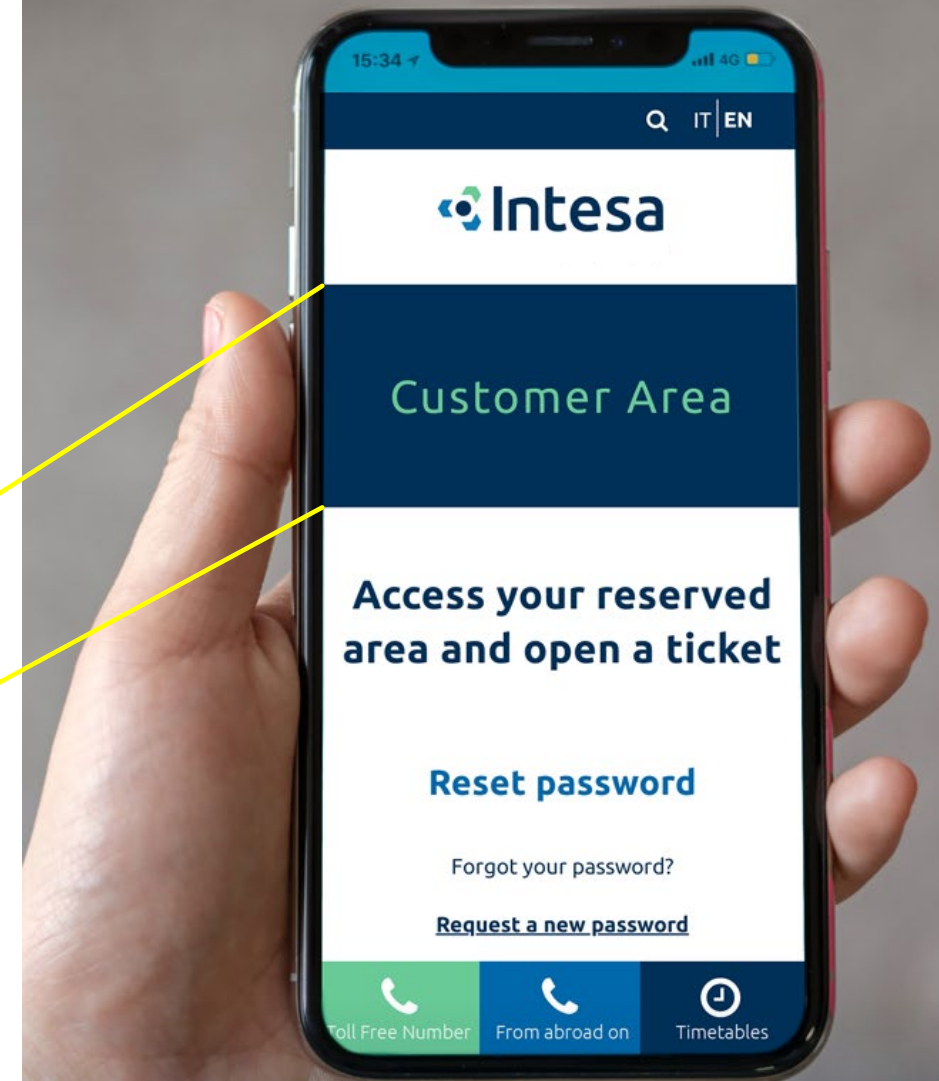 15:34
4G
IT|EN
Intesa
Customer Area
Access your reserved
area and open a ticket
Reset password
Forgot your password?
Request a new password
Toll Free Number
From abroad on
Timetables